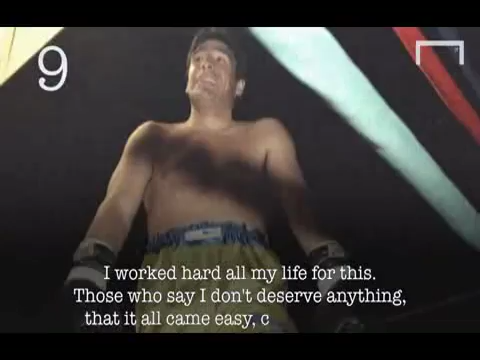 9
I worked hard all my life for this.
Those who say I don't deserve anything,
that it all came easy, c